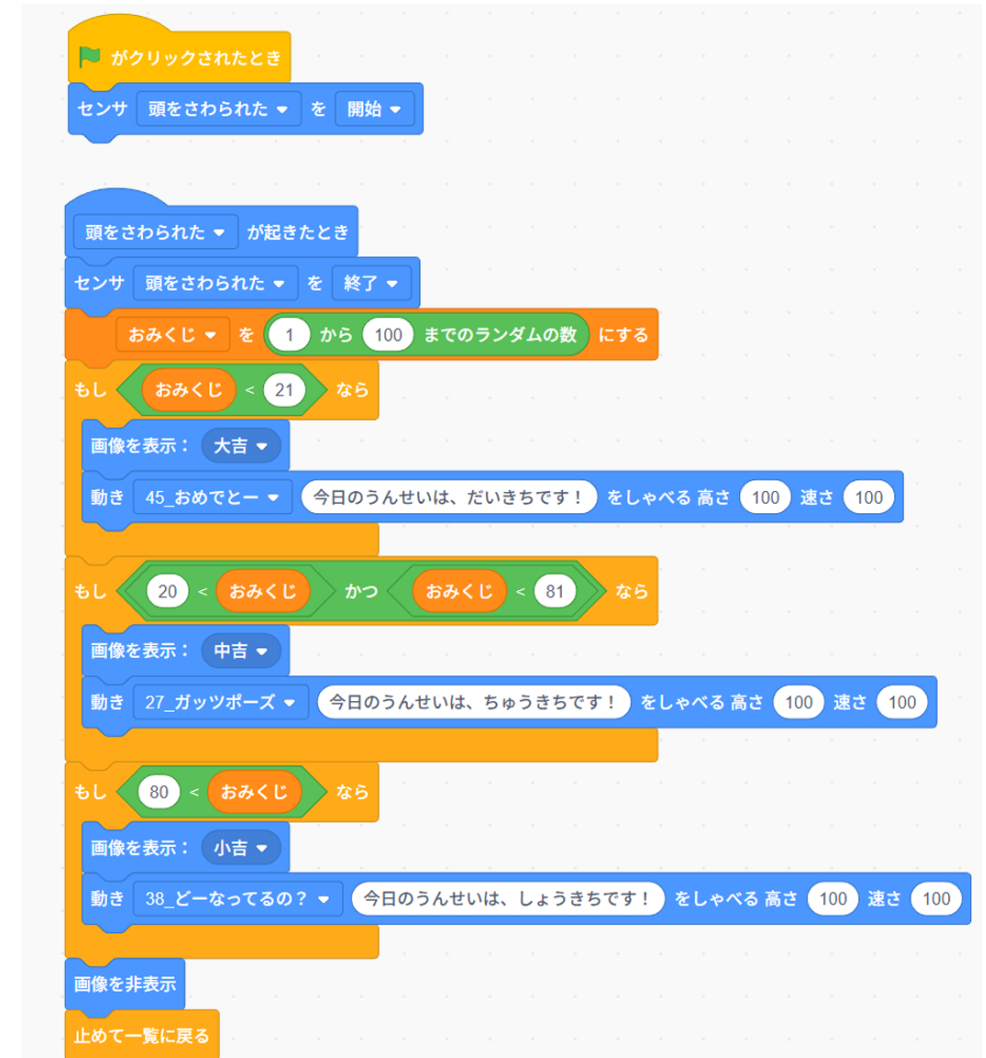 がクリックされたとき
センサ 頭をさわられた を 開始
頭をさわられた が起きたとき
センサ 頭をさわられた を 終了
おみくじ を 1 から 100 までのランダムの数 にする
もし おみくじ < 21 なら
画像を表示: 大吉
動き 45_おめでとー 今日のうんせいは、だいきちです! をしゃべる 高さ 100 速さ 100
もし 20 < おみくじ かつ おみくじ < 81 なら
画像を表示: 中吉
動き 27_ガッツポーズ 今日のうんせいは、ちゅうきちです! をしゃべる 高さ 100 速さ 100
もし 80 < おみくじ なら
画像を表示: 小吉
動き 38_どーなってるの? 今日のうんせいは、しょうきちです! をしゃべる 高さ 100 速さ 100
画像を非表示
止めて一覧に戻る